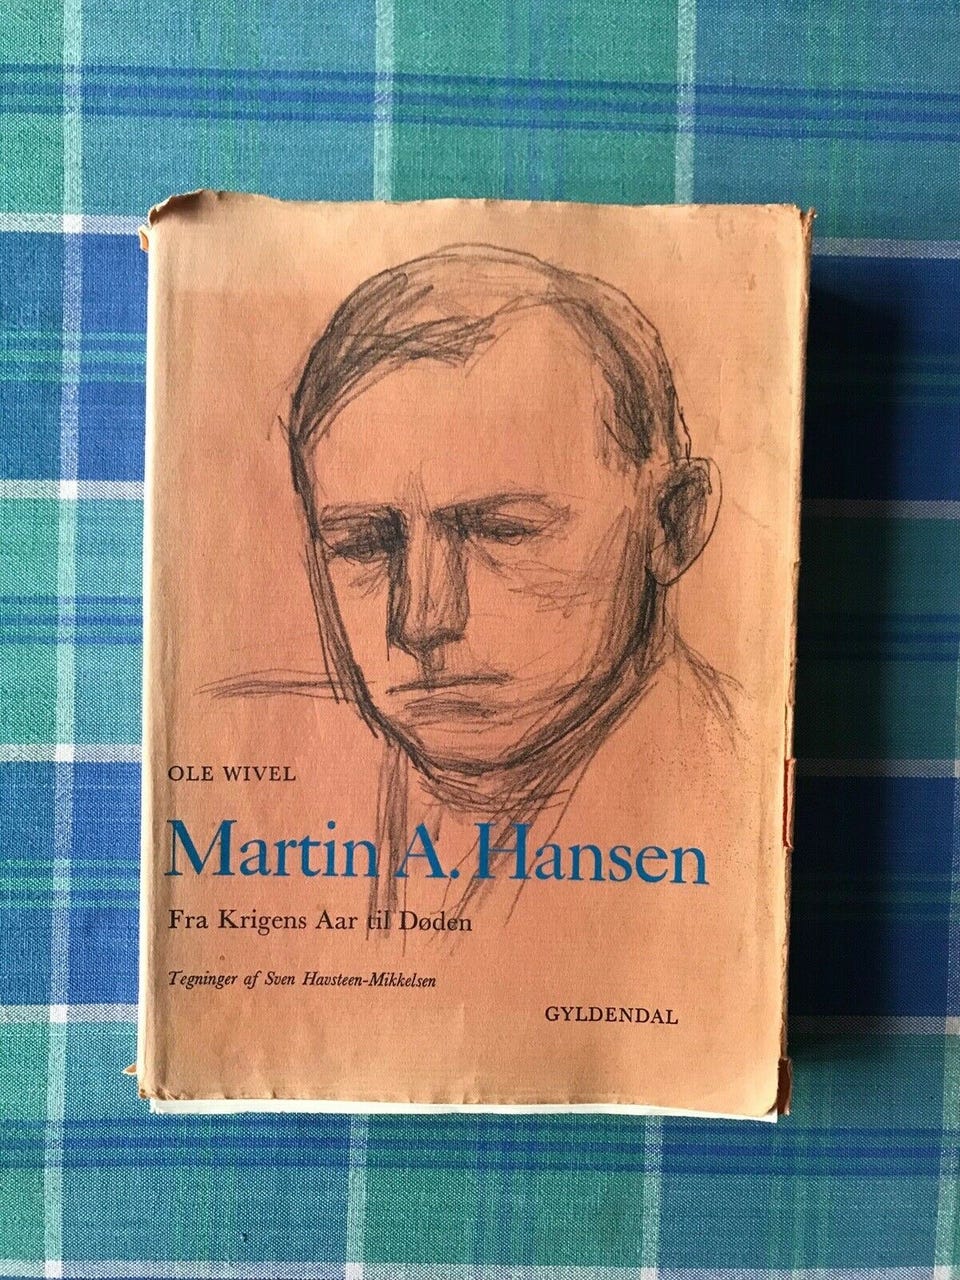 OLE WIVEL
Martin A. Hansen
Fra Krigens Aar til Døden
Tegninger af Sven Havsteen-Mikkelsen
GYLDENDAL